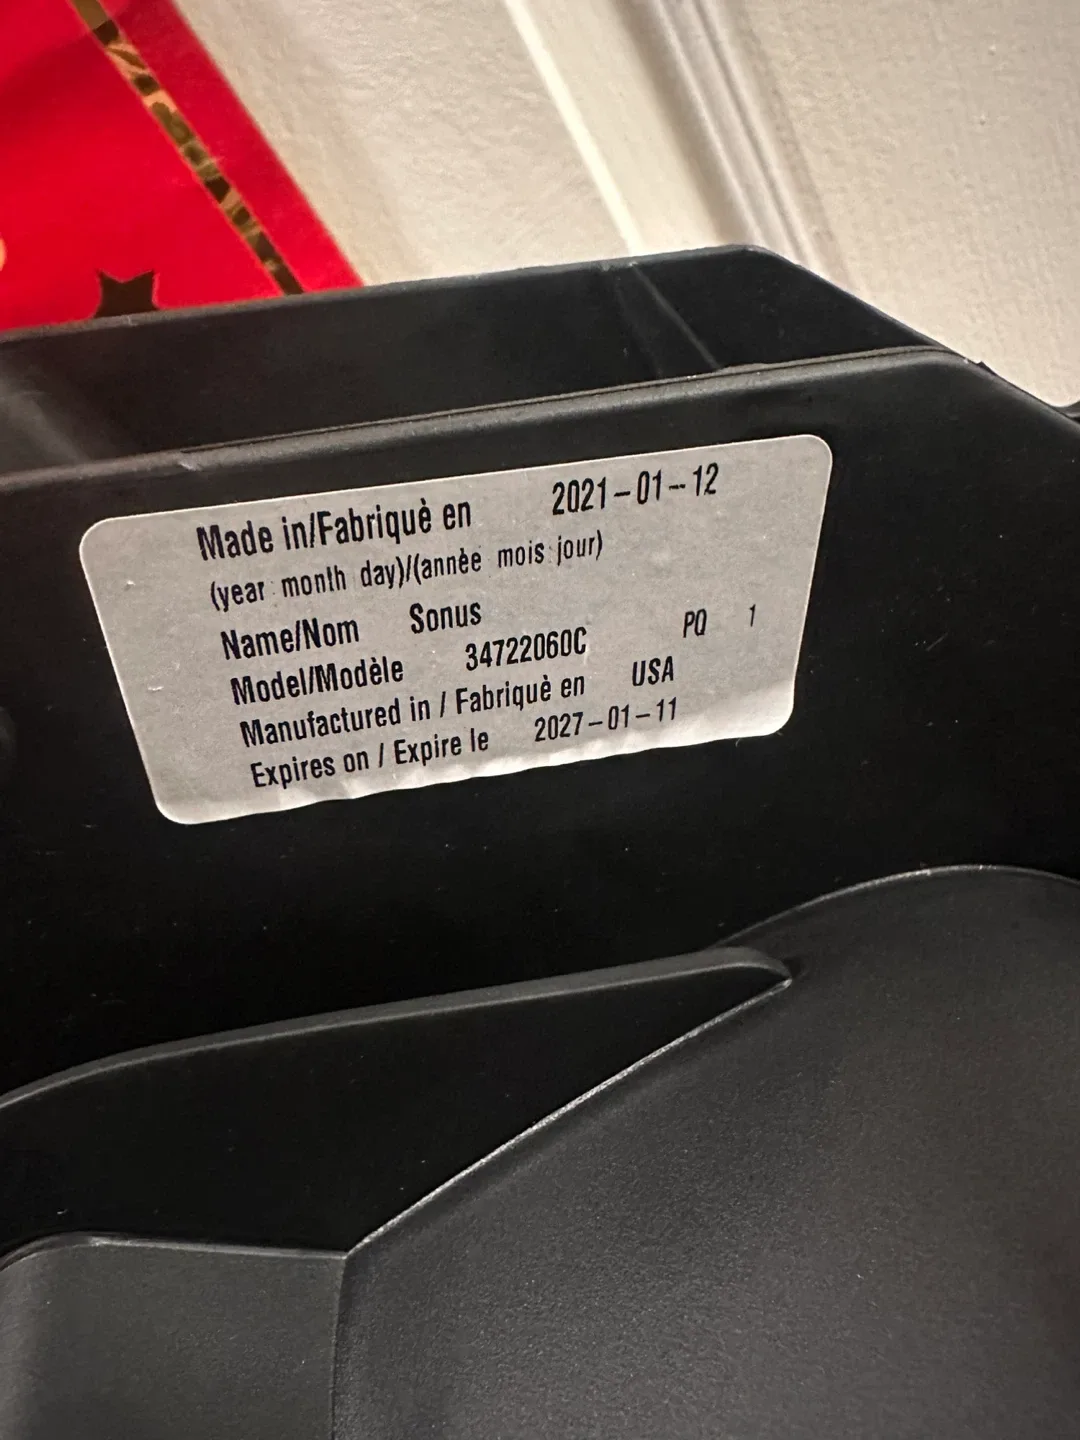 Made in/Fabriquè en 2021-01--12
(year month day)/(annèe mois jour)
Name/Nom Sonus
Model/Modèle 34722060C PQ 1
Manufactured in / Fabriquè en USA
Expires on / Expire le 2027-01-11